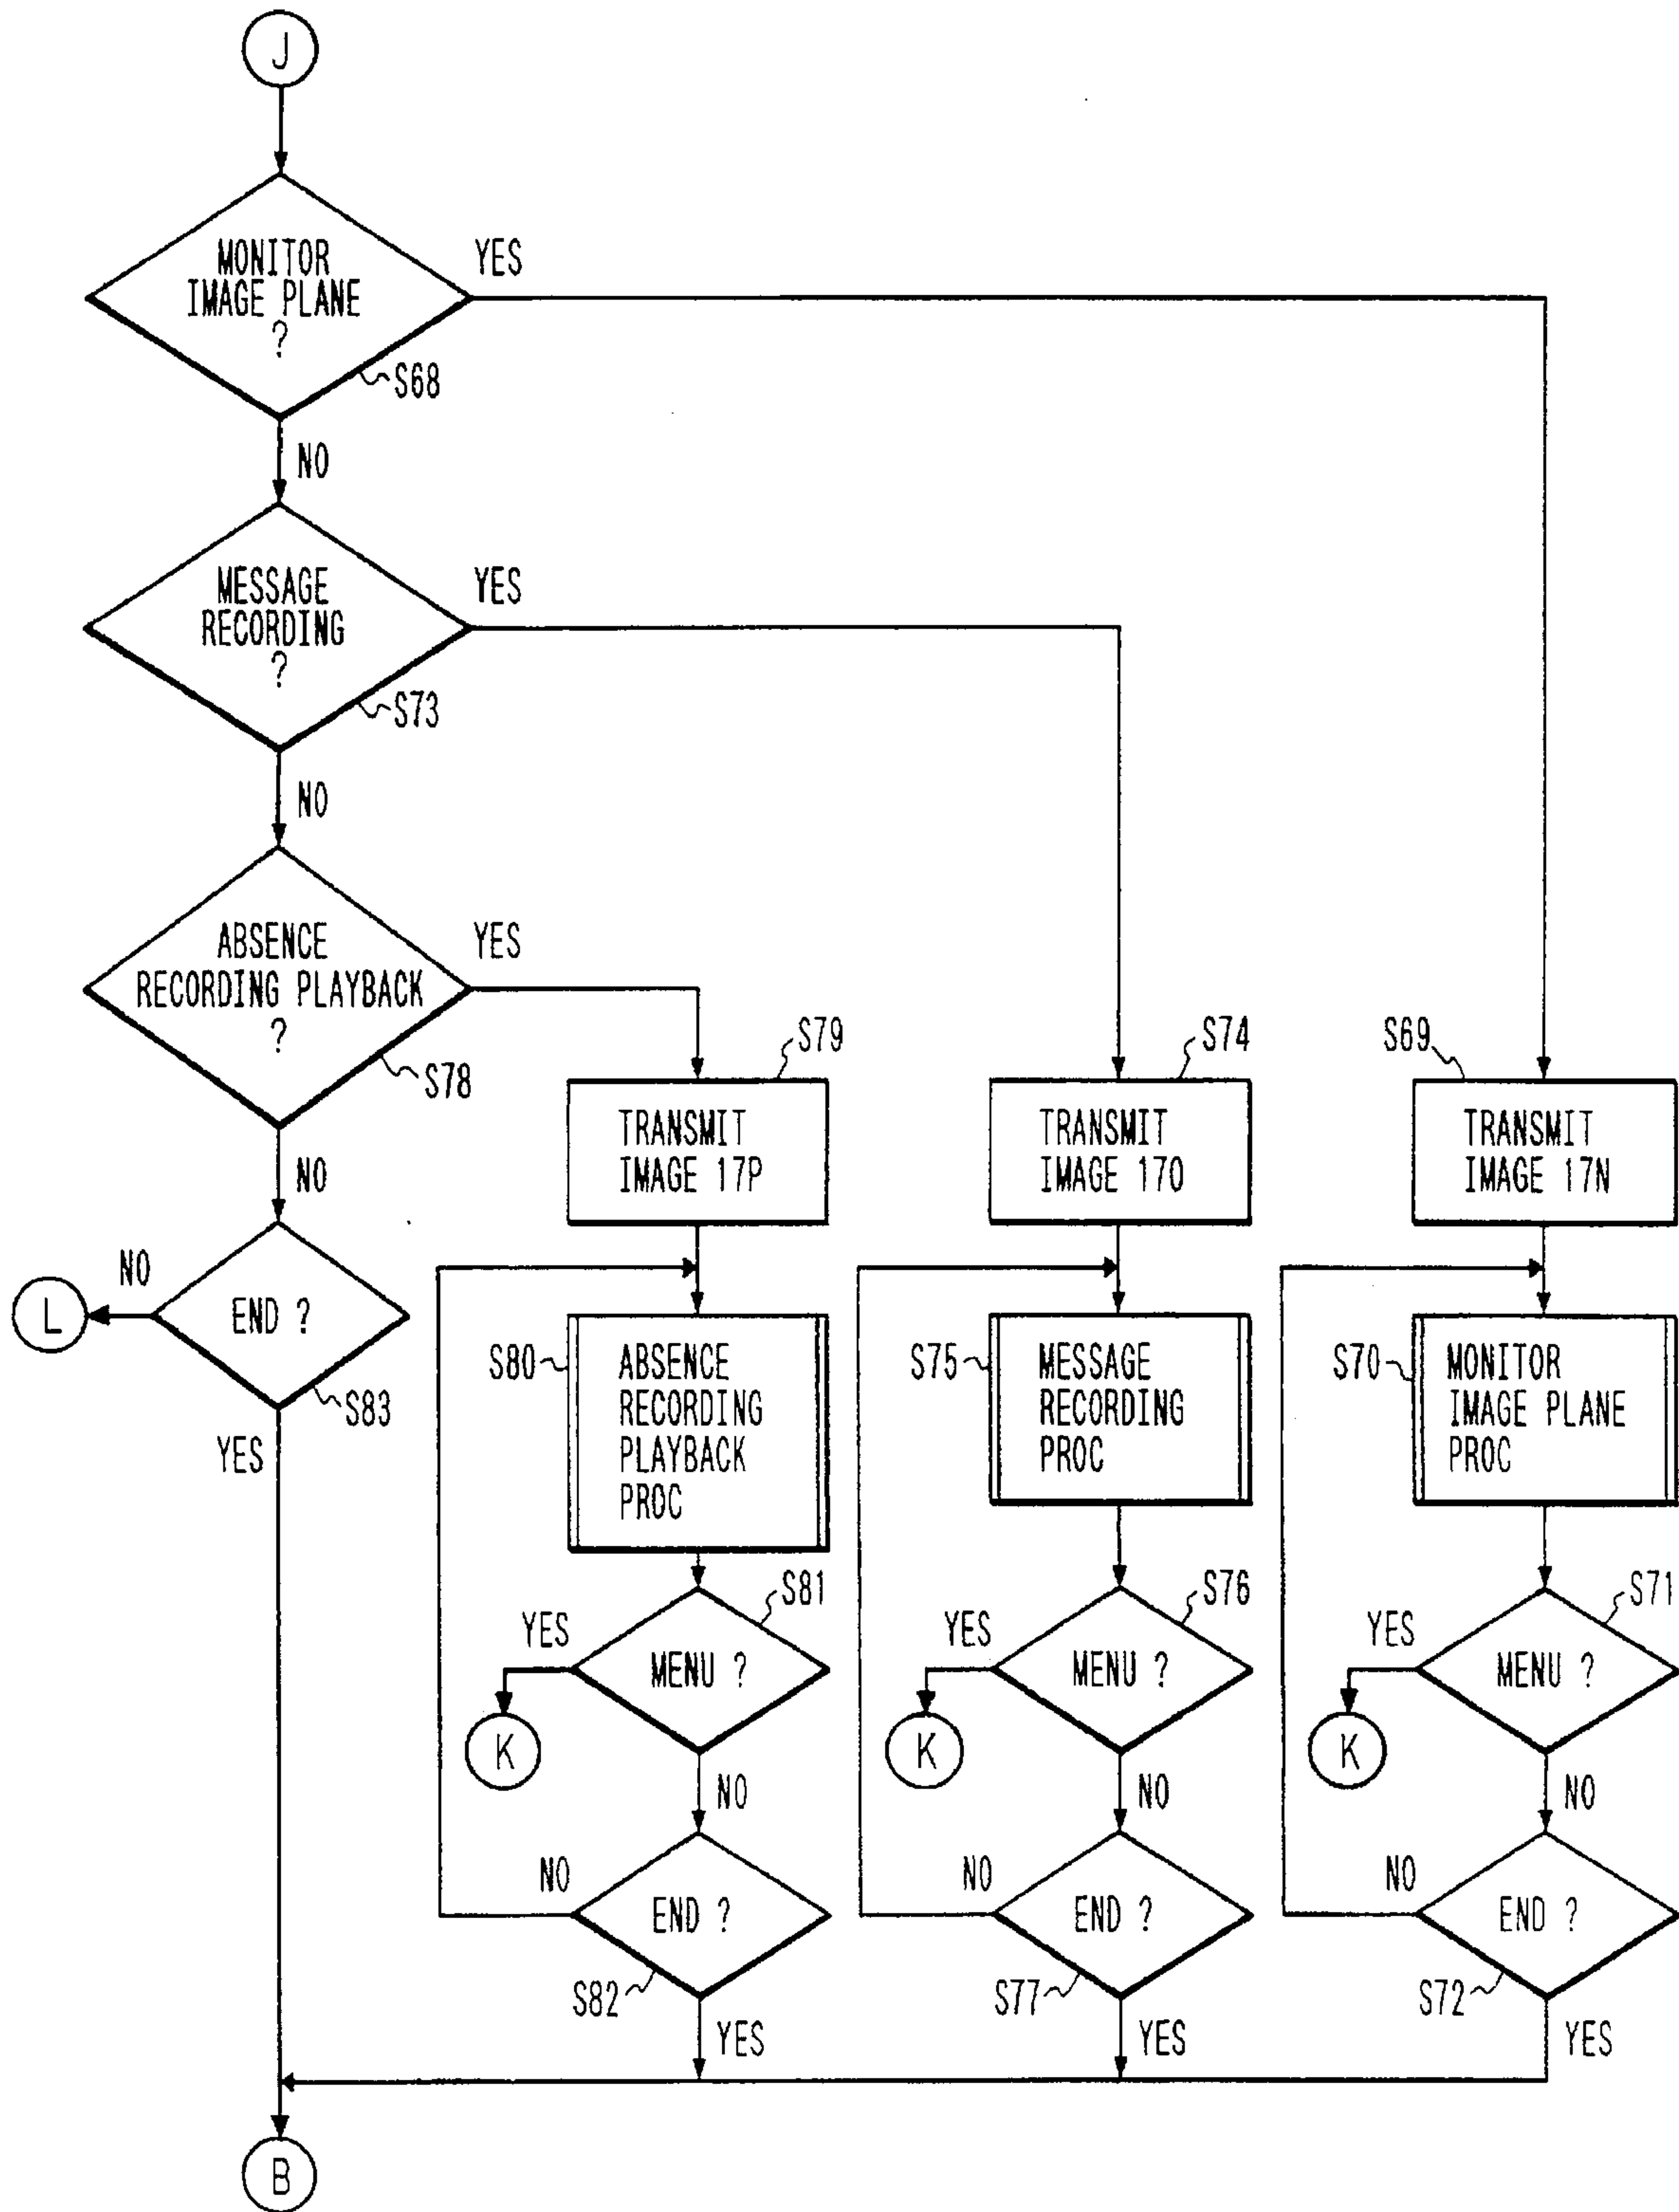 J
MONITOR
IMAGE PLANE
?
YES
S68
NO
MESSAGE
RECORDING
?
YES
S73
NO
ABSENCE
RECORDING PLAYBACK
?
YES
S78
NO
S79
S74
S69
TRANSMIT
IMAGE 17P
TRANSMIT
IMAGE 17O
TRANSMIT
IMAGE 17N
NO
L
END ?
S83
YES
S80
ABSENCE
RECORDING
PLAYBACK
PROC
S75
MESSAGE
RECORDING
PROC
S70
MONITOR
IMAGE PLANE
PROC
S81
YES
MENU ?
K
NO
S76
YES
MENU ?
K
NO
S71
YES
MENU ?
K
NO
NO
END ?
S82
YES
NO
END ?
S77
YES
NO
END ?
S72
YES
B